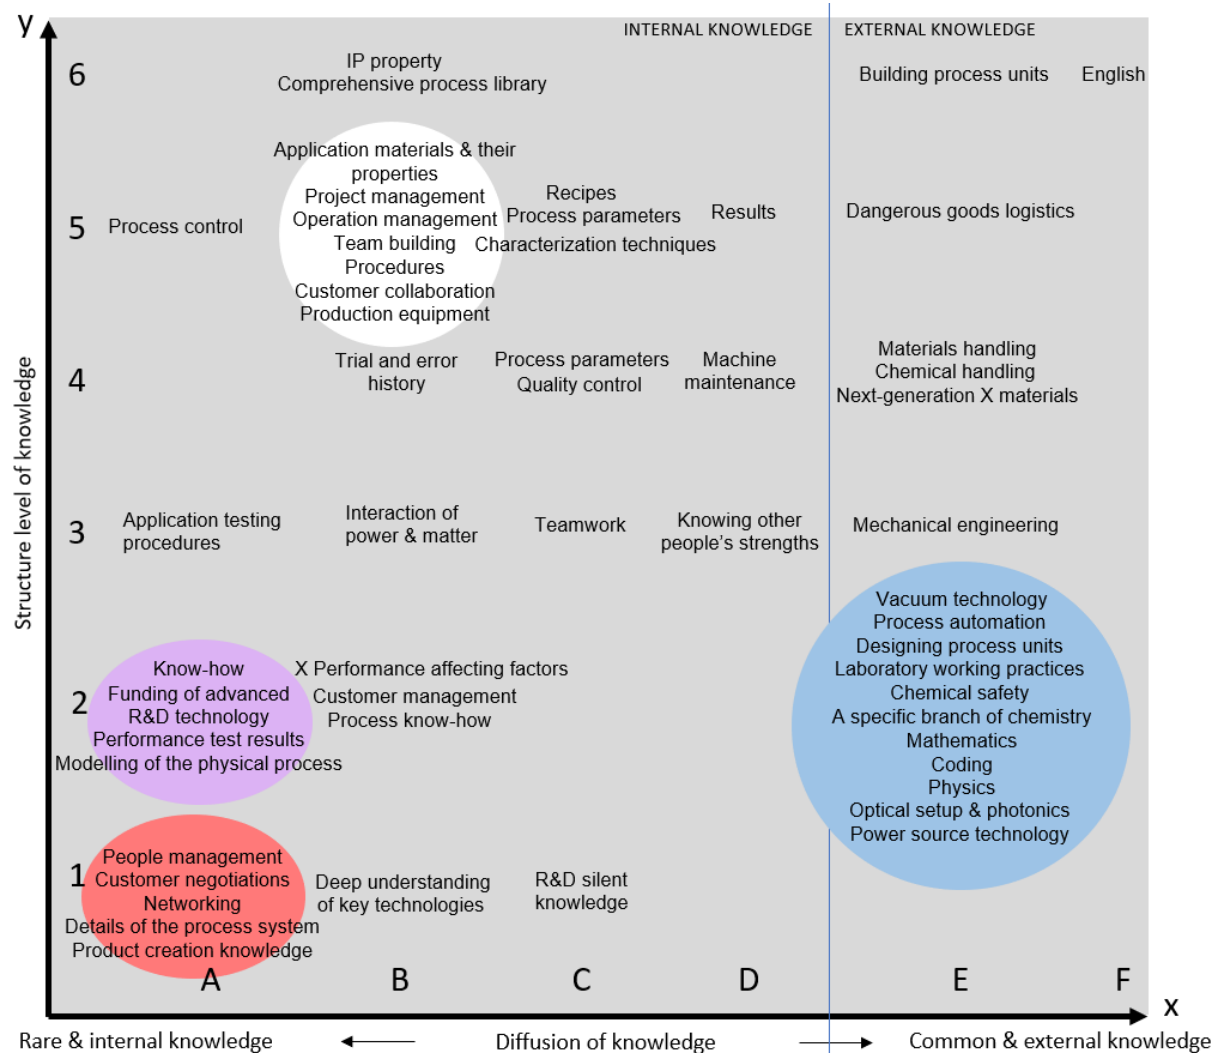 y
INTERNAL KNOWLEDGE
EXTERNAL KNOWLEDGE
6
IP property
Comprehensive process library
Building process units
English
5
Process control
Application materials & their
properties
Project management
Operation management
Team building
Procedures
Customer collaboration
Production equipment
Recipes
Process parameters
Characterization techniques
Results
Dangerous goods logistics
4
Trial and error
history
Process parameters
Quality control
Machine
maintenance
Materials handling
Chemical handling
Next-generation X materials
Structure level of knowledge
3
Application testing
procedures
Interaction of
power & matter
Teamwork
Knowing other
people's strengths
Mechanical engineering
2
Know-how
Funding of advanced
R&D technology
Performance test results
Modelling of the physical process
X Performance affecting factors
Customer management
Process know-how
Vacuum technology
Process automation
Designing process units
Laboratory working practices
Chemical safety
A specific branch of chemistry
Mathematics
Coding
Physics
Optical setup & photonics
Power source technology
1
People management
Customer negotiations
Networking
Details of the process system
Product creation knowledge
Deep understanding
of key technologies
R&D silent
knowledge
A
B
C
D
E
F
x
Rare & internal knowledge
Diffusion of knowledge
Common & external knowledge